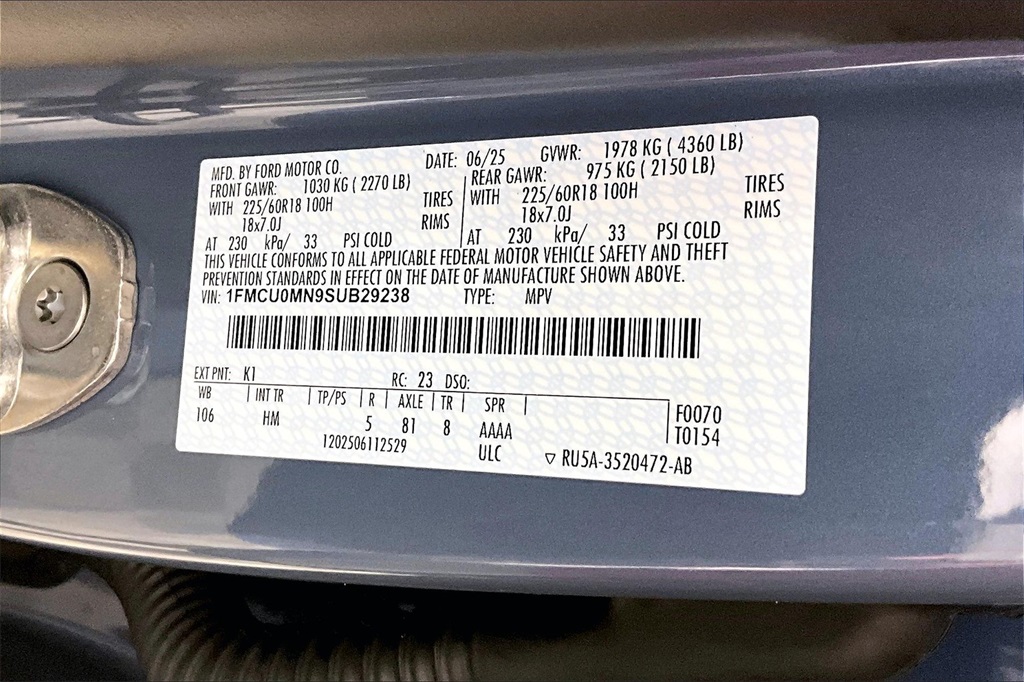 MFD. BY FORD MOTOR CO. DATE: 06/25 GVWR: 1978 KG ( 4360 LB)
FRONT GAWR: 1030 KG ( 2270 LB) REAR GAWR: 975 KG ( 2150 LB)
WITH 225/60R18 100H TIRES WITH 225/60R18 100H TIRES
18x7.0J RIMS 18x7.0J RIMS
AT 230 kPa/ 33 PSI COLD AT 230 kPa/ 33 PSI COLD
THIS VEHICLE CONFORMS TO ALL APPLICABLE FEDERAL MOTOR VEHICLE SAFETY AND THEFT
PREVENTION STANDARDS IN EFFECT ON THE DATE OF MANUFACTURE SHOWN ABOVE.
VIN: 1FMCU0MN9SUB29238 TYPE: MPV
EXT PNT: K1 RC: 23 DSO:
WB INT TR TP/PS R AXLE TR SPR F0070
106 HM 5 81 8 AAAA T0154
1202506112529 ULC ▽ RU5A-3520472-AB